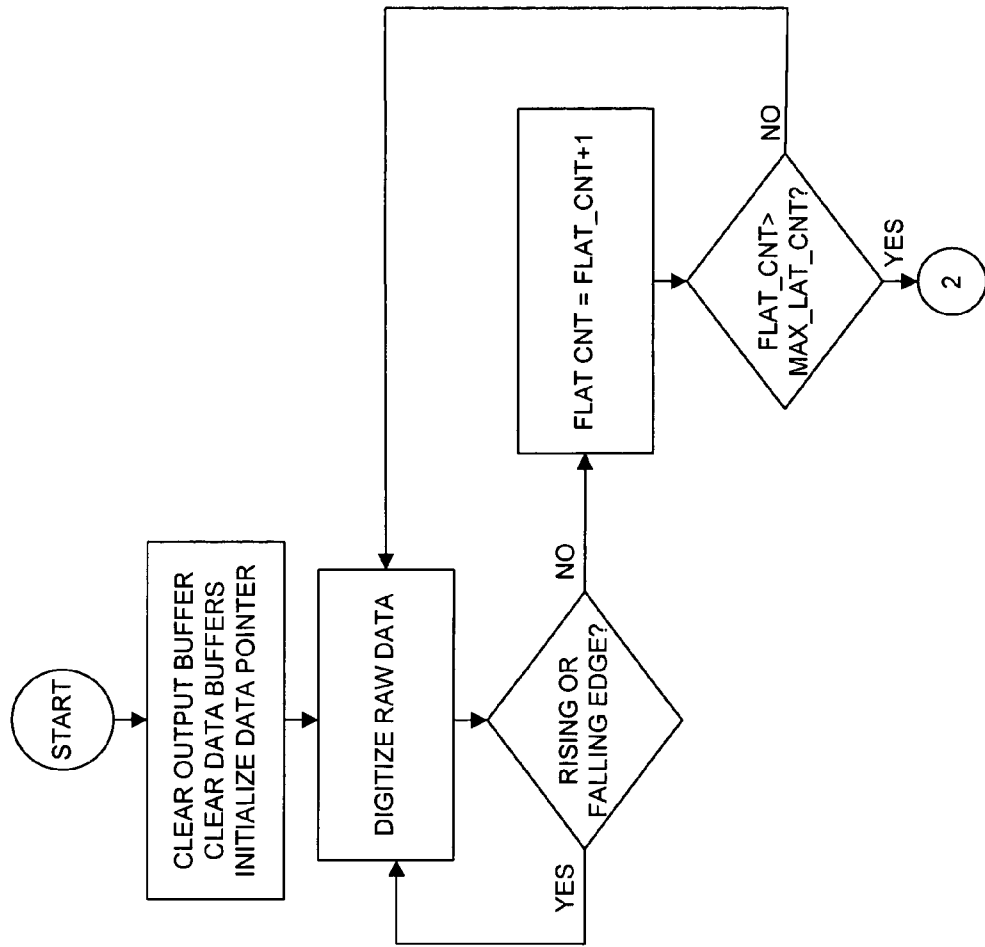 START
CLEAR OUTPUT BUFFER
CLEAR DATA BUFFERS
INITIALIZE DATA POINTER
DIGITIZE RAW DATA
RISING OR
FALLING EDGE?
YES
NO
FLAT CNT = FLAT_CNT+1
FLAT_CNT>
MAX_LAT_CNT?
NO
YES
2